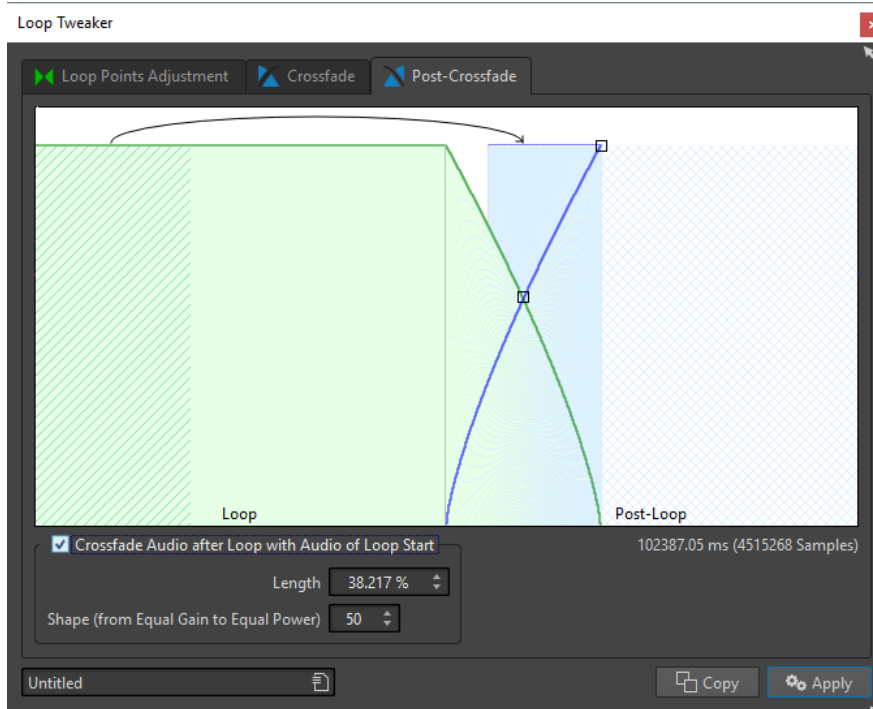 Loop Tweaker
Loop Points Adjustment Crossfade Post-Crossfade
Loop Post-Loop
Crossfade Audio after Loop with Audio of Loop Start 102387.05 ms (4515268 Samples)
Length 38.217 %
Shape (from Equal Gain to Equal Power) 50
Untitled Copy Apply